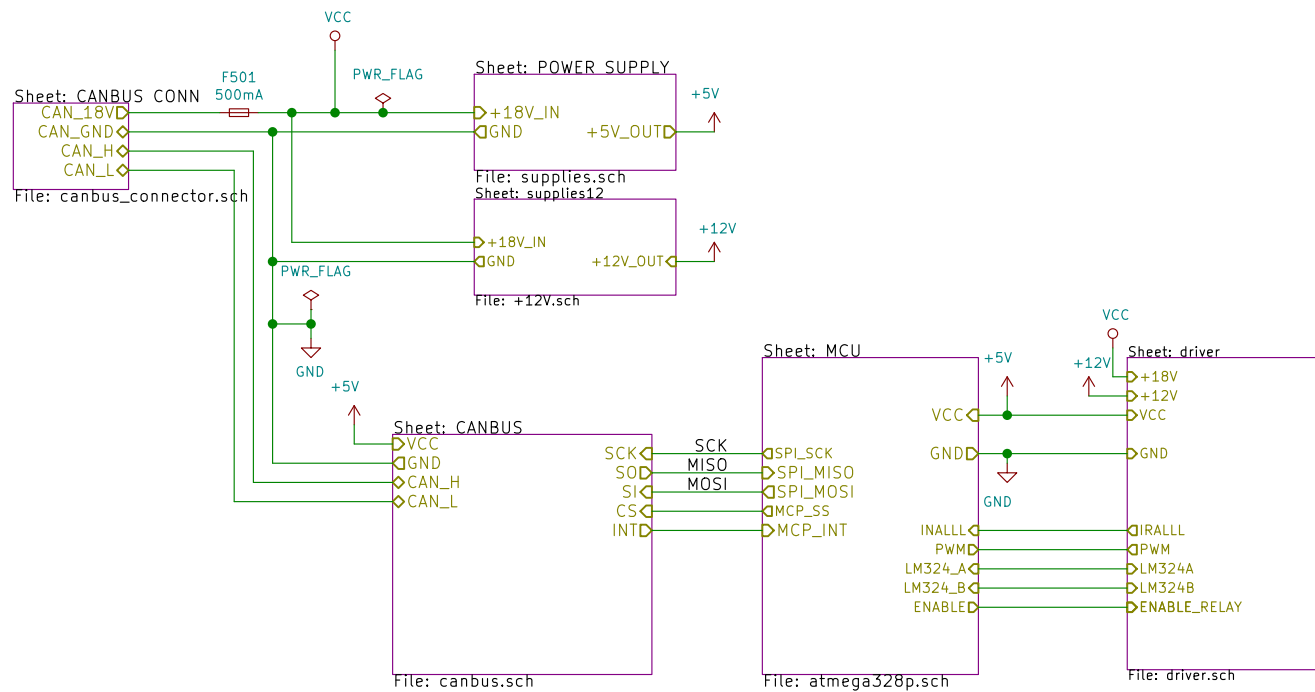 VCC
F501
500mA
PWR_FLAG
Sheet: CANBUS CONN
CAN_18V
CAN_GND
CAN_H
CAN_L
File: canbus_connector.sch
Sheet: POWER SUPPLY
+18V_IN
GND
+5V_OUT
File: supplies.sch
+5V
Sheet: supplies12
+18V_IN
GND
+12V_OUT
File: +12V.sch
+12V
PWR_FLAG
GND
+5V
Sheet: CANBUS
VCC
GND
CAN_H
CAN_L
SCK
SO
SI
CS
INT
File: canbus.sch
SCK
MISO
MOSI
Sheet: MCU
SPI_SCK
SPI_MISO
SPI_MOSI
MCP_SS
MCP_INT
VCC
GND
INALLL
PWM
LM324_A
LM324_B
ENABLE
File: atmega328p.sch
+5V
GND
VCC
+12V
Sheet: driver
+18V
+12V
VCC
GND
IRALLL
PWM
LM324A
LM324B
ENABLE_RELAY
File: driver.sch